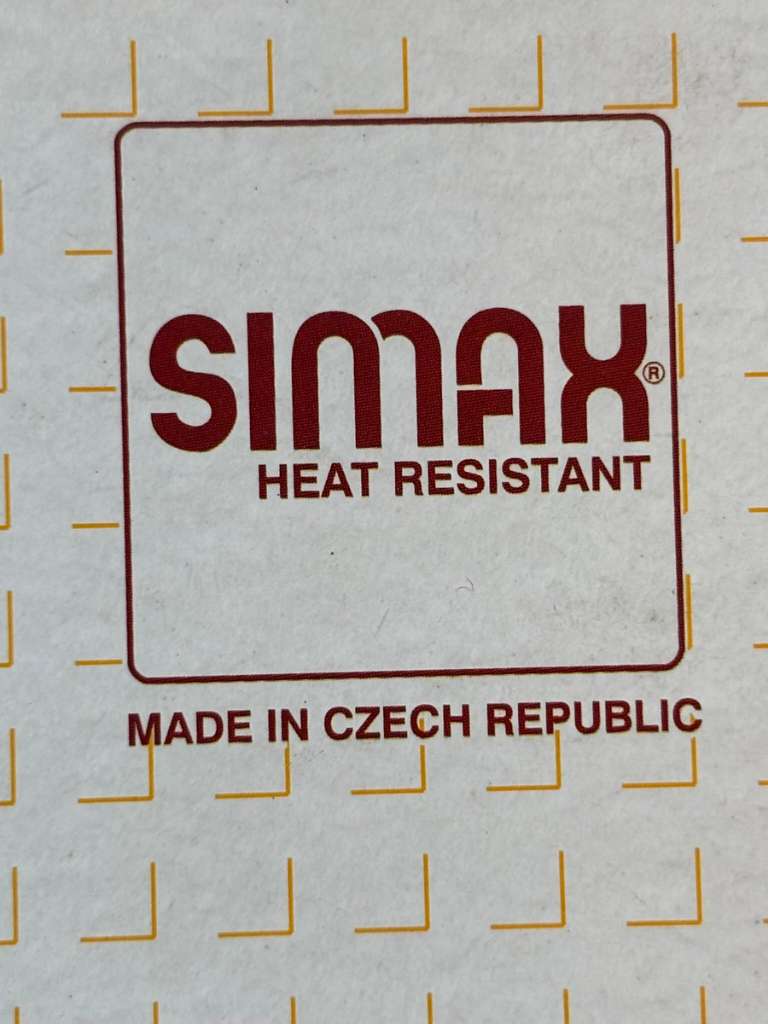 SIMAX®
HEAT RESISTANT
MADE IN CZECH REPUBLIC